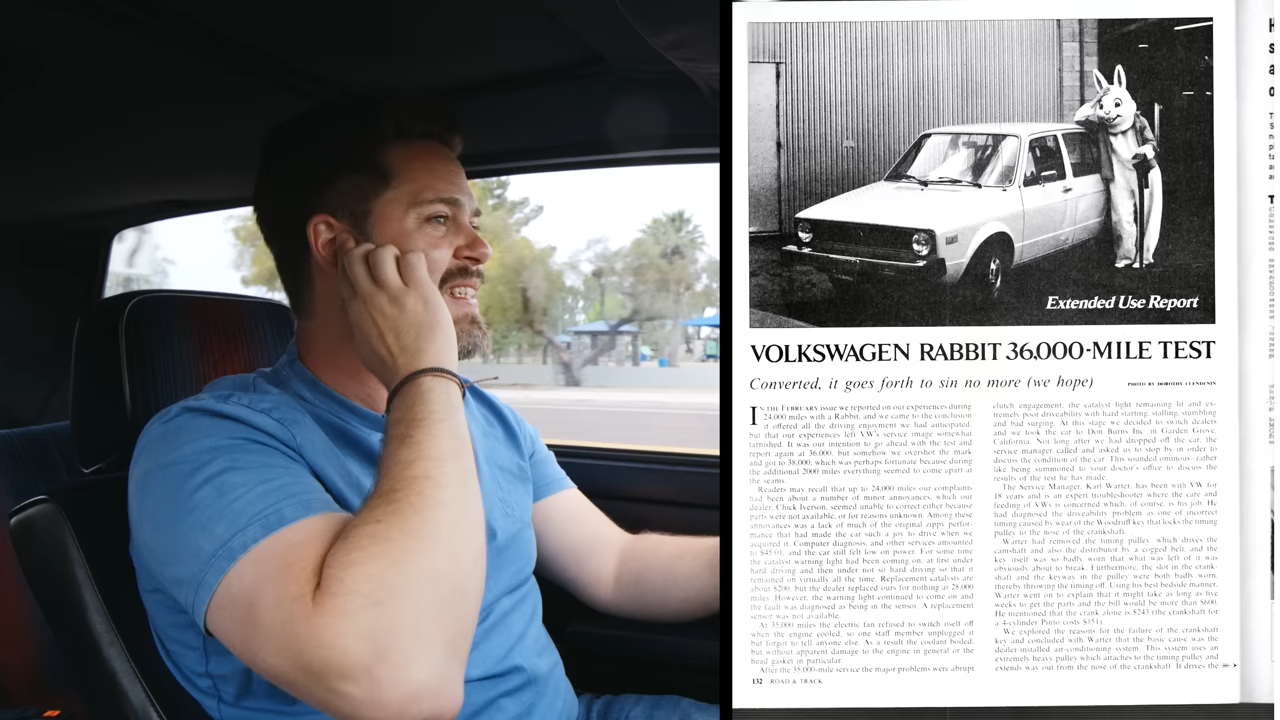 Extended Use Report
VOLKSWAGEN RABBIT 36,000-MILE TEST
Converted, it goes forth to sin no more (we hope)
PHOTO BY DOROTHY CLENDENIN
IN THE FEBRUARY issue we reported on our experiences during
24,000 miles with a Rabbit, and we came to the conclusion
it offered all the driving enjoyment we had anticipated,
but that our experiences left VW's service image somewhat
tarnished. It was our intention to go ahead with the test and
report again at 36,000, but somehow we overshot the mark
and got to 38,000, which was perhaps fortunate because during
the additional 2000 miles everything seemed to come apart at
the seams.
Readers may recall that up to 24,000 miles our complaints
had been about a number of minor annoyances, which our
dealer, Chick Iverson, seemed unable to correct either because
parts were not available, or for reasons unknown. Among these
annoyances was a lack of much of the original zippy perfor-
mance that had made the car such a joy to drive when we
acquired it. Computer diagnosis, and other services amounted
to $45.01, and the car still felt low on power. For some time
the catalyst warning light had been coming on, at first under
hard driving and then under not so hard driving so that it
remained on virtually all the time. Replacement catalysts are
about $200, but the dealer replaced ours for nothing at 28,000
miles. However, the warning light continued to come on and
the fault was diagnosed as being in the sensor. A replacement
sensor was not available.
At 35,000 miles the electric fan refused to switch itself off
when the engine cooled, so one staff member unplugged it
but forgot to tell anyone else. As a result the coolant boiled,
but without apparent damage to the engine in general or the
head gasket in particular.
After the 35,000-mile service the major problems were abrupt
132 ROAD & TRACK
clutch engagement, the catalyst light remaining lit and ex-
tremely poor driveability with hard starting, stalling, stumbling
and bad surging. At this stage we decided to switch dealers
and we took the car to Don Burns Inc in Garden Grove,
California. Not long after we had dropped off the car, the
service manager called and asked us to stop by in order to
discuss the condition of the car. This sounded ominous–rather
like being summoned to your doctor's office to discuss the
results of the test he has made.
The Service Manager, Karl Warter, has been with VW for
18 years and is an expert troubleshooter where the care and
feeding of VWs is concerned which, of course, is his job. He
had diagnosed the driveability problem as one of incorrect
timing caused by wear of the Woodruff key that locks the timing
pulley to the nose of the crankshaft.
Warter had removed the timing pulley, which drives the
camshaft and also the distributor by a cogged belt, and the
key itself was so badly worn that what was left of it was
obviously about to break. Furthermore, the slot in the crank-
shaft and the keyway in the pulley were both badly worn,
thereby throwing the timing off. Using his best bedside manner,
Warter went on to explain that it might take as long as five
weeks to get the parts and the bill would be more than $600.
He mentioned that the crank alone is $243 (the crankshaft for
a 4-cylinder Pinto costs $151).
We explored the reasons for the failure of the crankshaft
key and concluded with Warter that the basic cause was the
dealer-installed air-conditioning system. This system uses an
extremely heavy pulley which attaches to the timing pulley and
extends way out from the nose of the crankshaft. It drives the